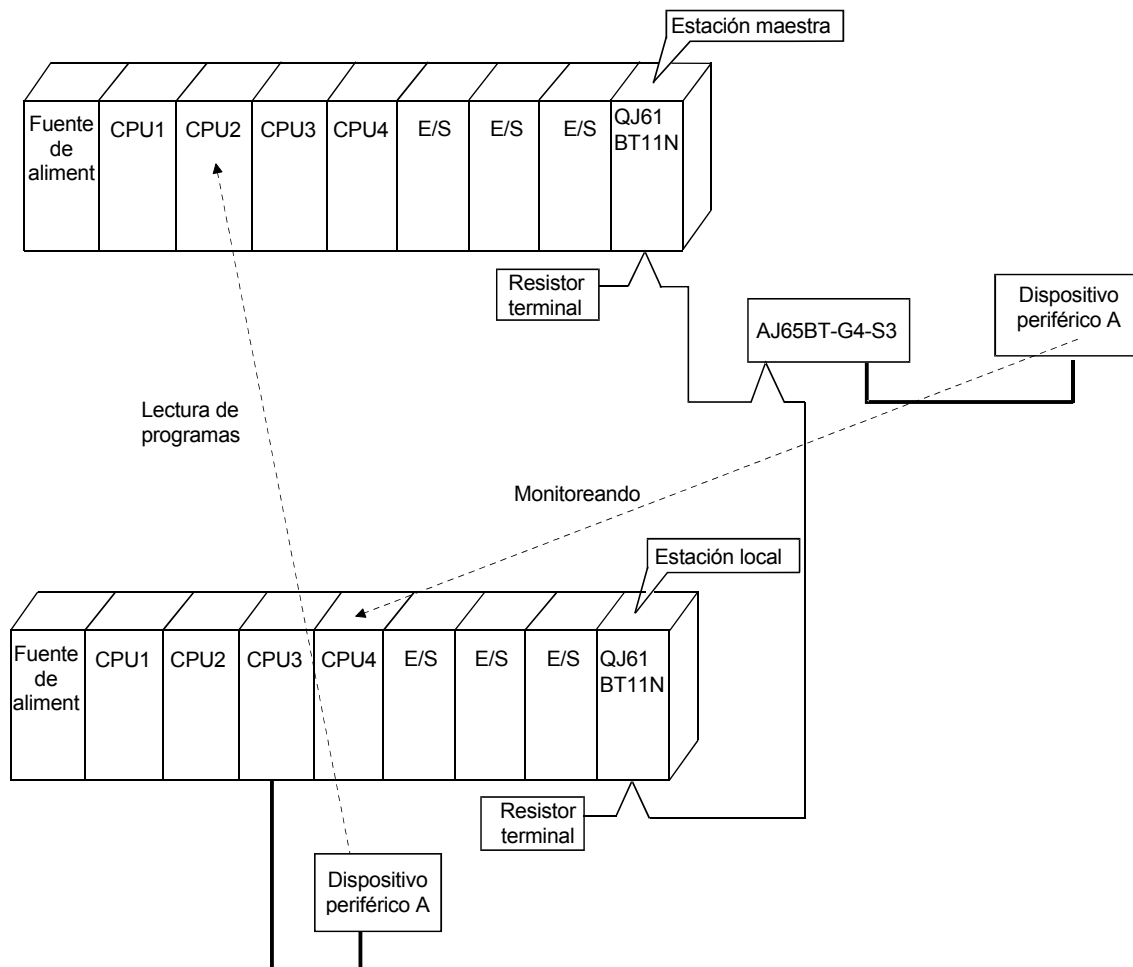 Estación maestra
Fuente
de
aliment
CPU1
CPU2
CPU3
CPU4
E/S
E/S
E/S
QJ61
BT11N
Resistor
terminal
AJ65BT-G4-S3
Dispositivo
periférico A
Lectura de
programas
Monitoreando
Estación local
Fuente
de
aliment
CPU1
CPU2
CPU3
CPU4
E/S
E/S
E/S
QJ61
BT11N
Resistor
terminal
Dispositivo
periférico A